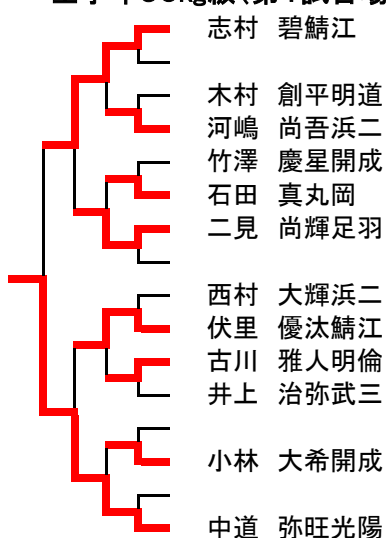 志村 碧鯖江
木村 創平明道
河嶋 尚吾浜二
竹澤 慶星開成
石田 真丸岡
二見 尚輝足羽
西村 大輝浜二
伏里 優汰鯖江
古川 雅人明倫
井上 治弥武三
小林 大希開成
中道 弥旺光陽